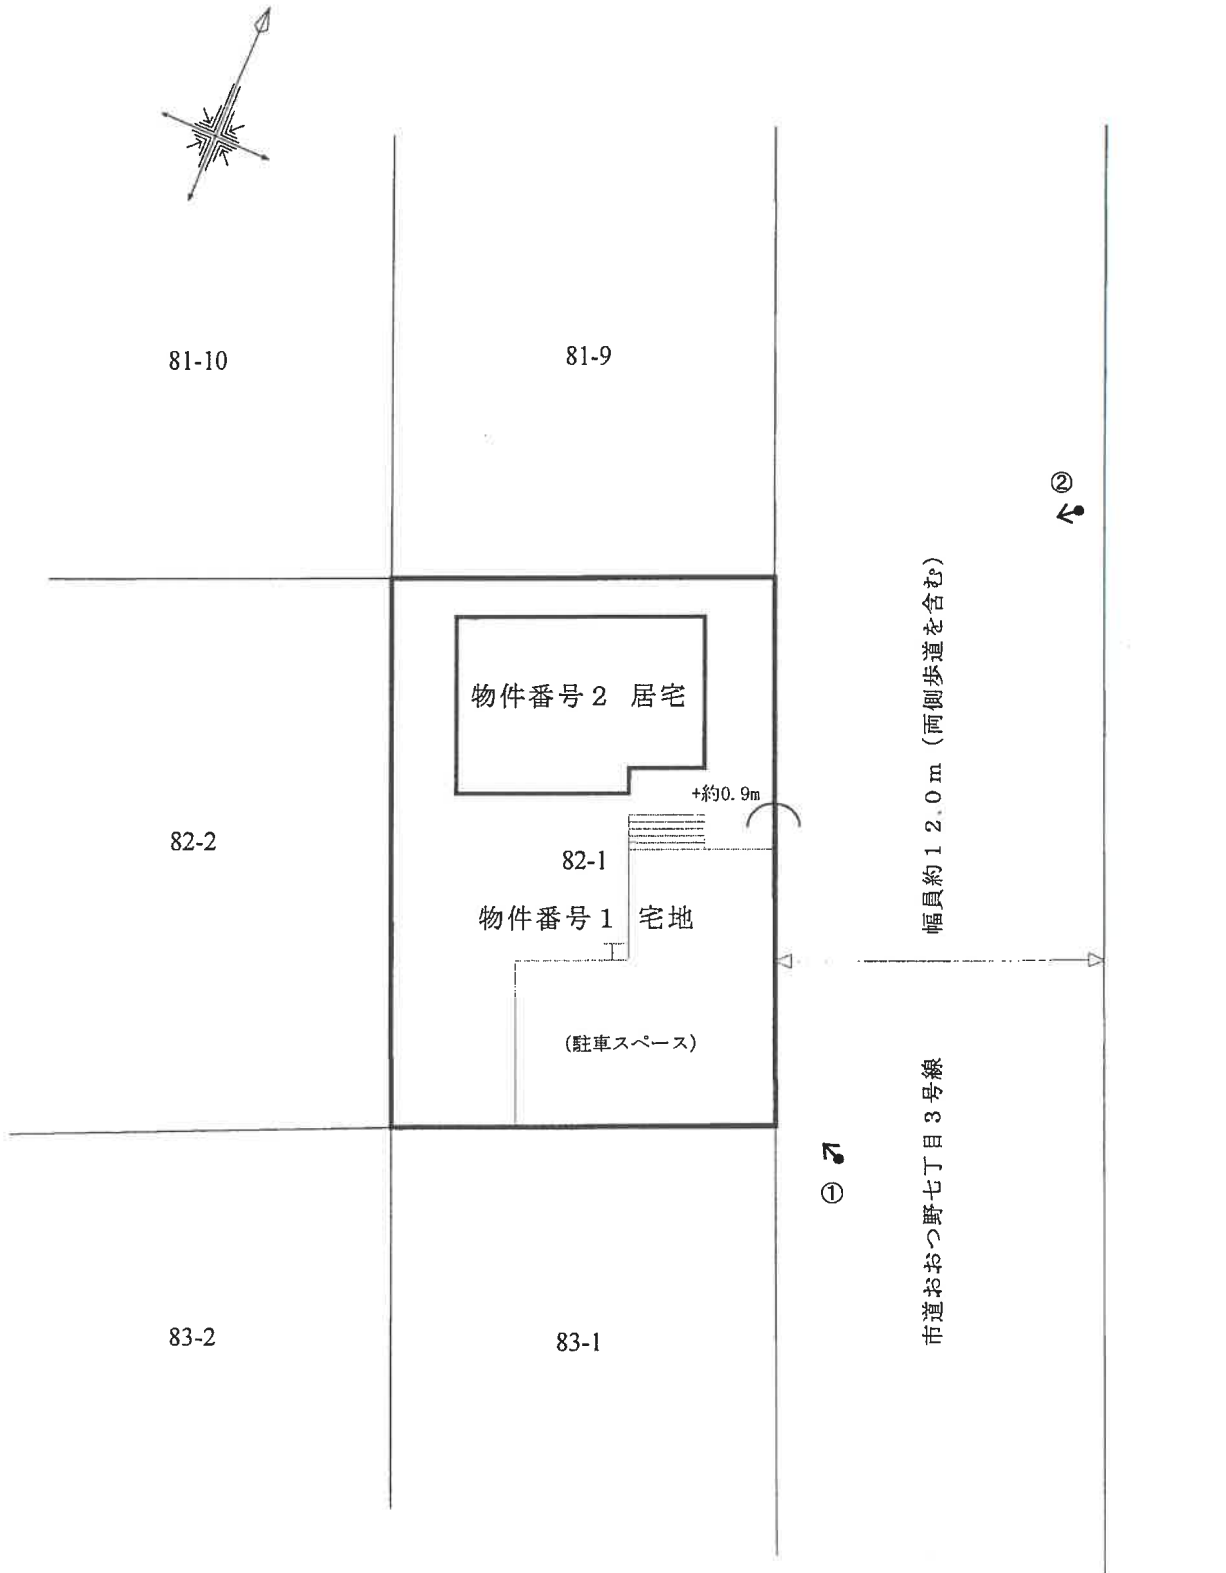 81-10
81-9
②
物件番号2 居宅
+約0.9m
幅員約12.0m（両側歩道を含む）
82-2
82-1
物件番号1 宅地
(駐車スペース)
①
市道おおつ野七丁目3号線
83-2
83-1